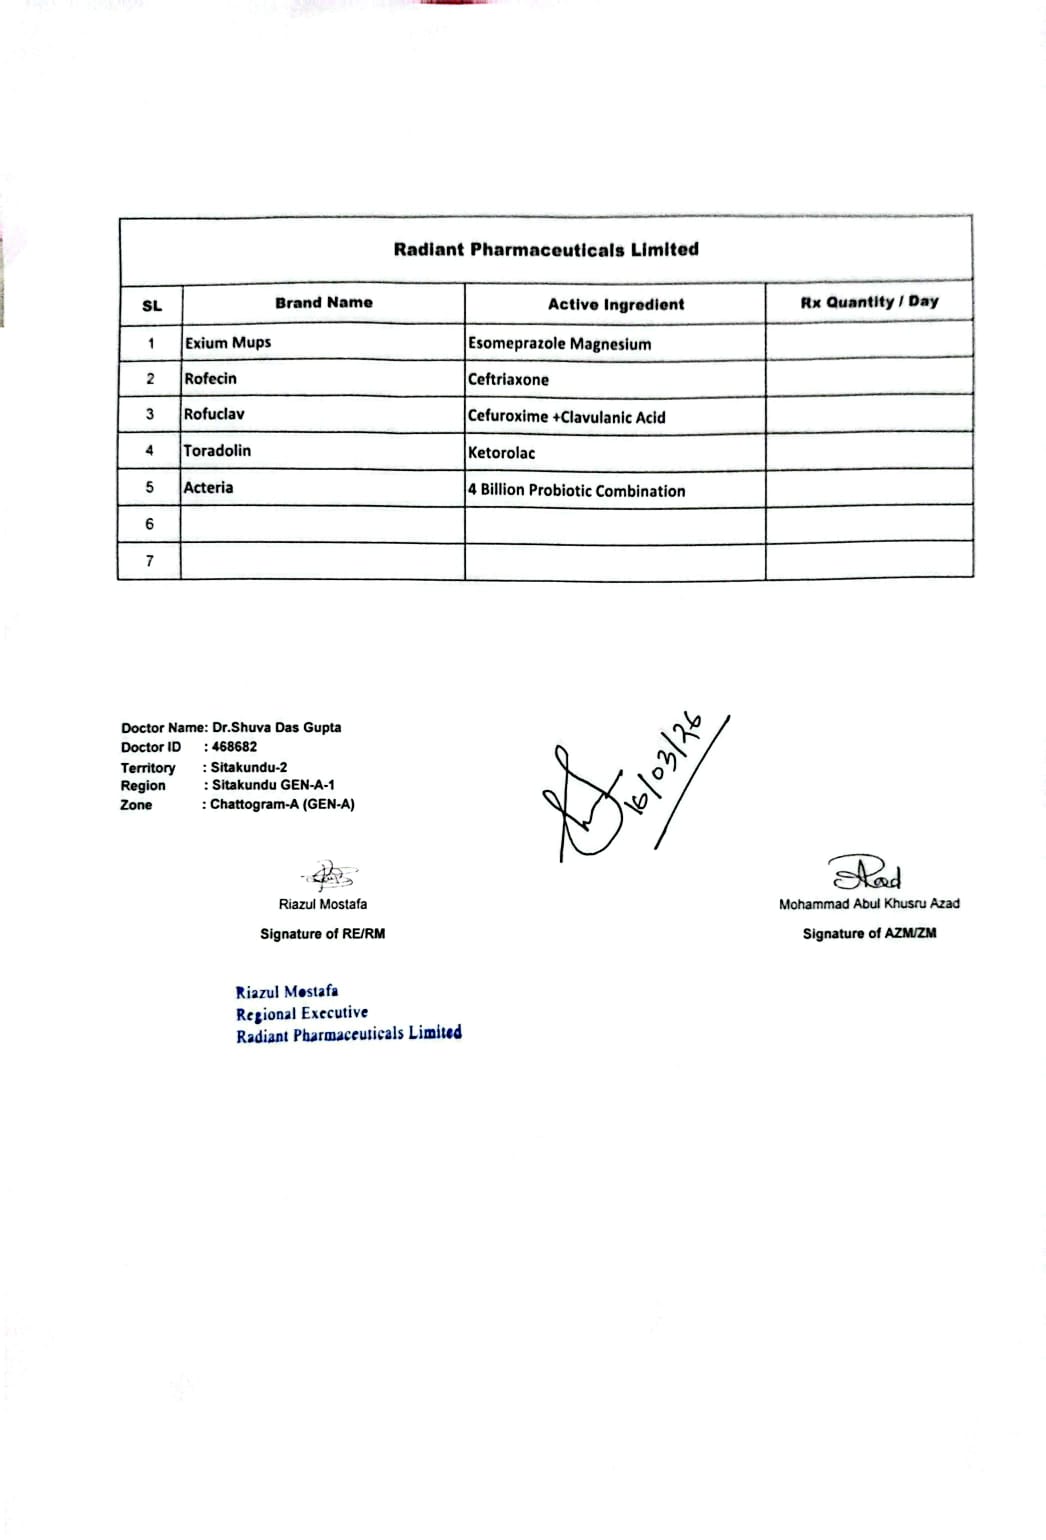 Radiant Pharmaceuticals Limited
SL Brand Name Active Ingredient Rx Quantity / Day
1 Exium Mups Esomeprazole Magnesium
2 Rofecin Ceftriaxone
3 Rofuclav Cefuroxime +Clavulanic Acid
4 Toradolin Ketorolac
5 Acteria 4 Billion Probiotic Combination
6
7
Doctor Name: Dr.Shuva Das Gupta
Doctor ID : 468682
Territory : Sitakundu-2
Region : Sitakundu GEN-A-1
Zone : Chattogram-A (GEN-A)
16/03/26
Riazul Mostafa
Signature of RE/RM
Azad
Mohammad Abul Khusru Azad
Signature of AZM/ZM
Riazul Mostafa
Regional Executive
Radiant Pharmaceuticals Limited